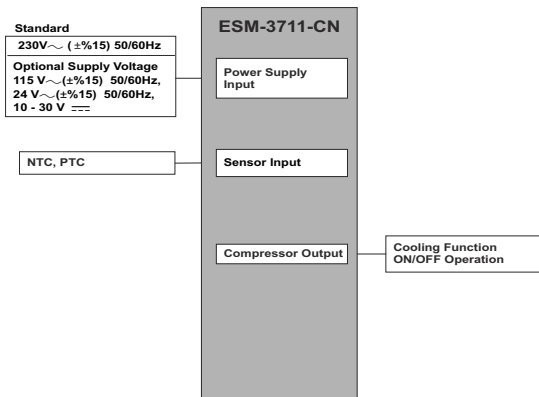 ESM-3711-CN
Standard
230V~ (±%15) 50/60Hz
Optional Supply Voltage
115 V~(±%15) 50/60Hz,
24 V~(±%15) 50/60Hz,
10 - 30 V ⎓
Power Supply
Input
NTC, PTC
Sensor Input
Compressor Output
Cooling Function
ON/OFF Operation